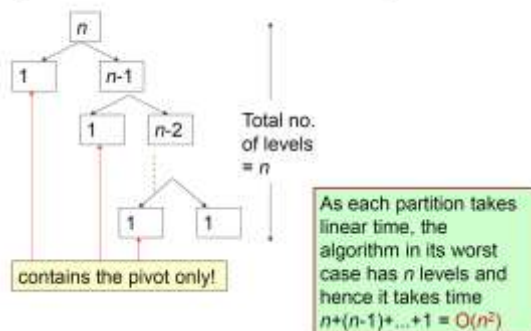 n
1
n-1
1
n-2
1
1
Total no.
of levels
= n
contains the pivot only!
As each partition takes
linear time, the
algorithm in its worst
case has n levels and
hence it takes time
n+(n-1)+...+1 = O(n²)